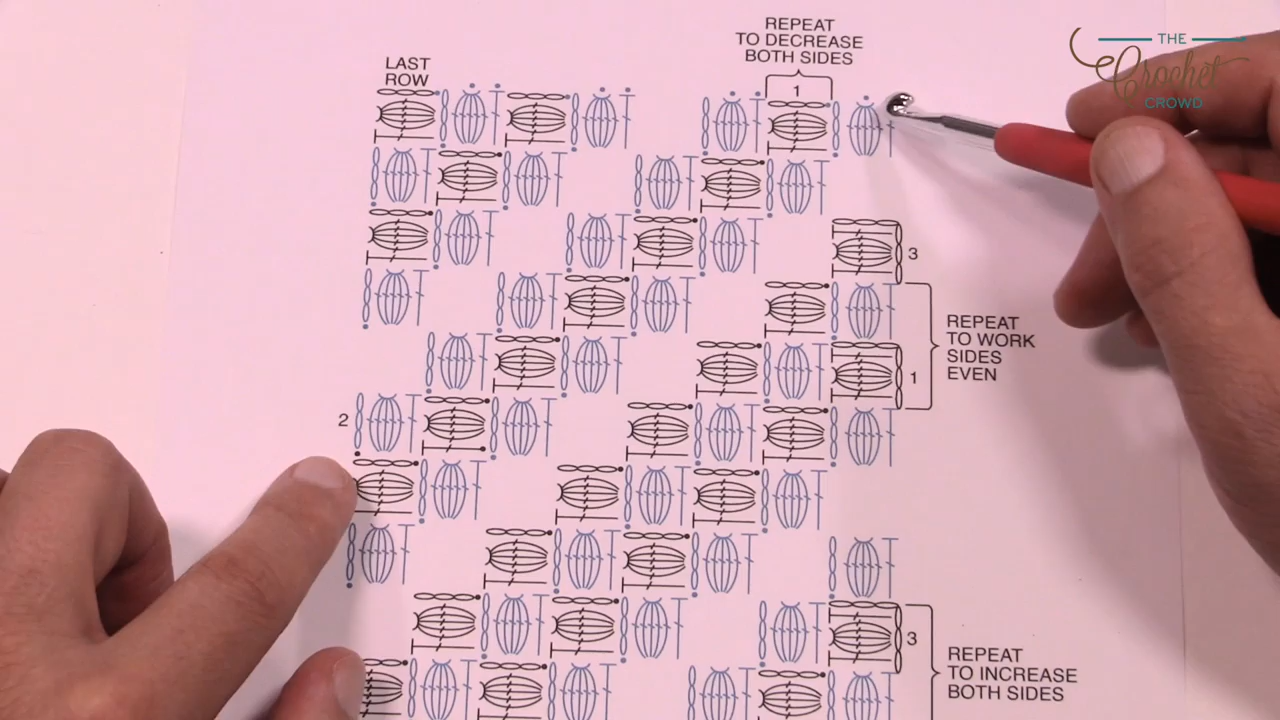 REPEAT
TO DECREASE
BOTH SIDES
1
LAST
ROW
THE
Crochet
CROWD
3
REPEAT
TO WORK
SIDES
EVEN
1
2
3
REPEAT
TO INCREASE
BOTH SIDES